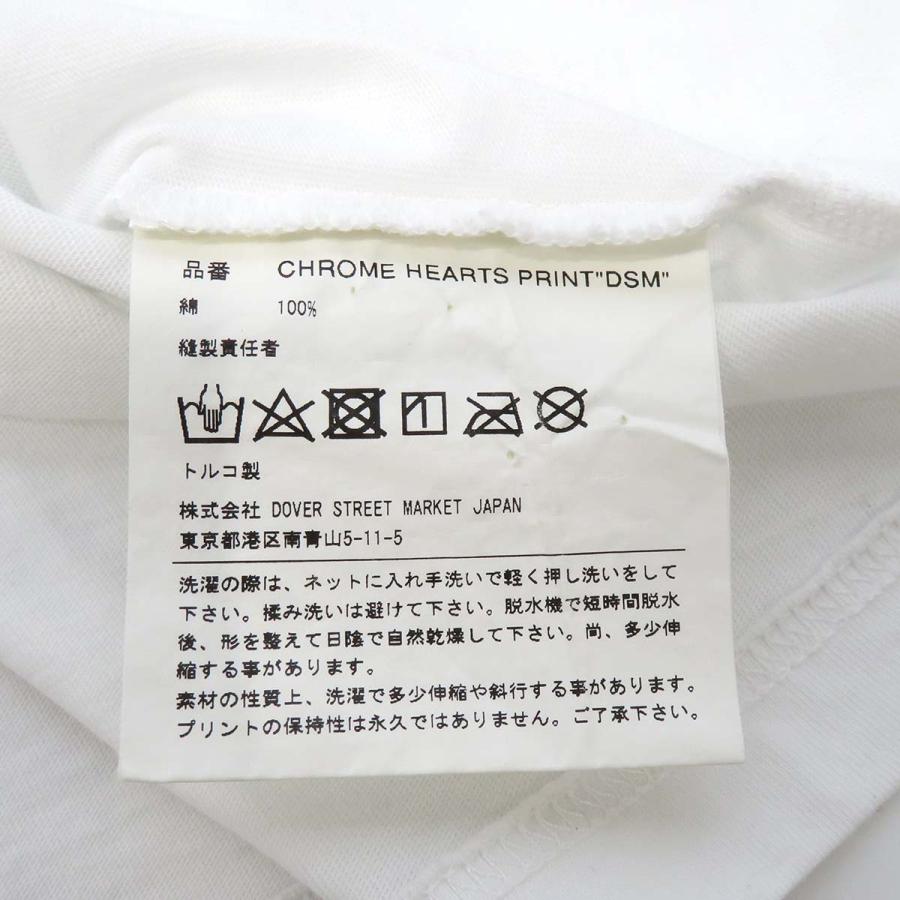 品番 CHROME HEARTS PRINT"DSM"
綿 100%
縫製責任者
トルコ製
株式会社 DOVER STREET MARKET JAPAN
東京都港区南青山5-11-5
洗濯の際は、ネットに入れ手洗いで軽く押し洗いをして
下さい。揉み洗いは避けて下さい。脱水機で短時間脱水
後、形を整えて日陰で自然乾燥して下さい。尚、多少伸
縮する事があります。
素材の性質上、洗濯で多少伸縮や斜行する事があります。
プリントの保持性は永久ではありません。ご了承下さい。